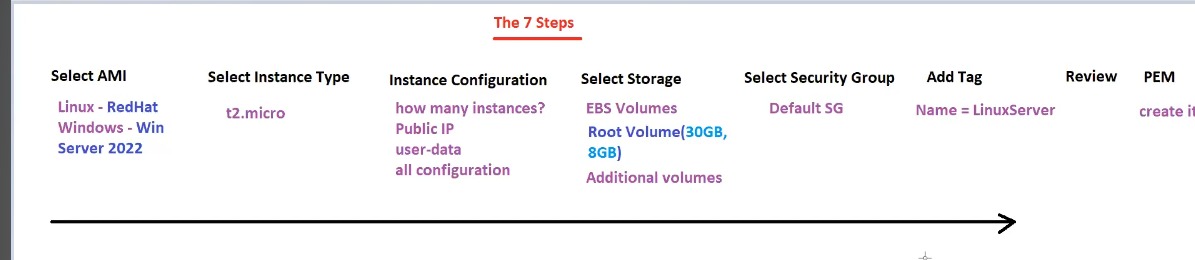 The 7 Steps
Select AMI
Linux - RedHat
Windows - Win
Server 2022
Select Instance Type
t2.micro
Instance Configuration
how many instances?
Public IP
user-data
all configuration
Select Storage
EBS Volumes
Root Volume(30GB,
8GB)
Additional volumes
Select Security Group
Default SG
Add Tag
Name = LinuxServer
Review
PEM
create it